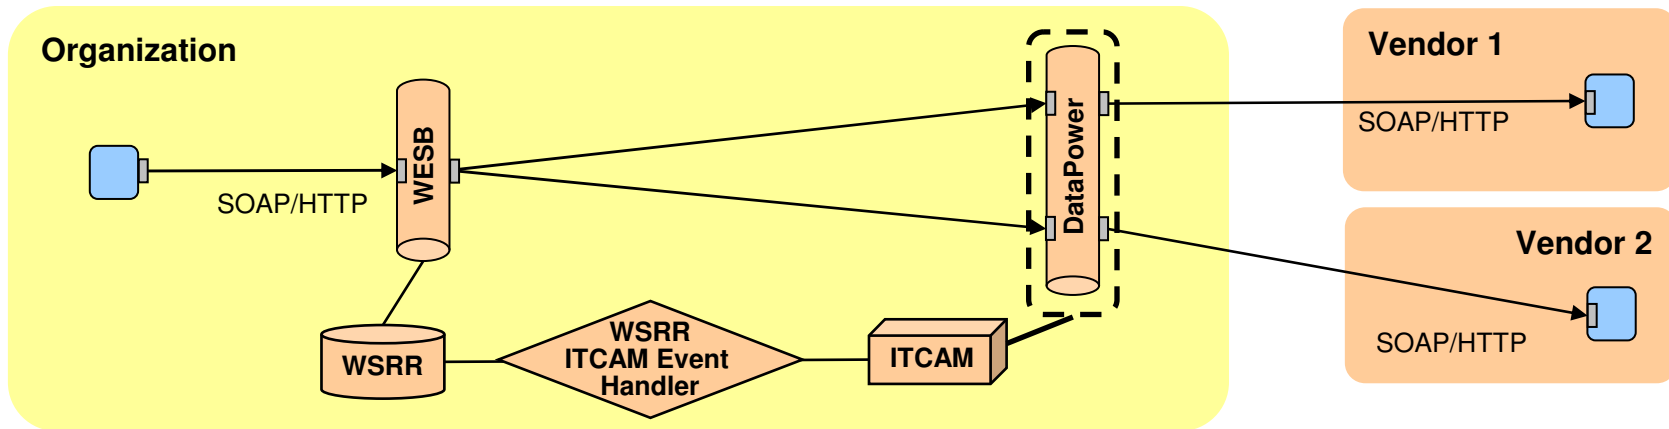 Organization
Vendor 1
SOAP/HTTP
WESB
DataPower
SOAP/HTTP
Vendor 2
SOAP/HTTP
WSRR
WSRR
ITCAM Event
Handler
ITCAM